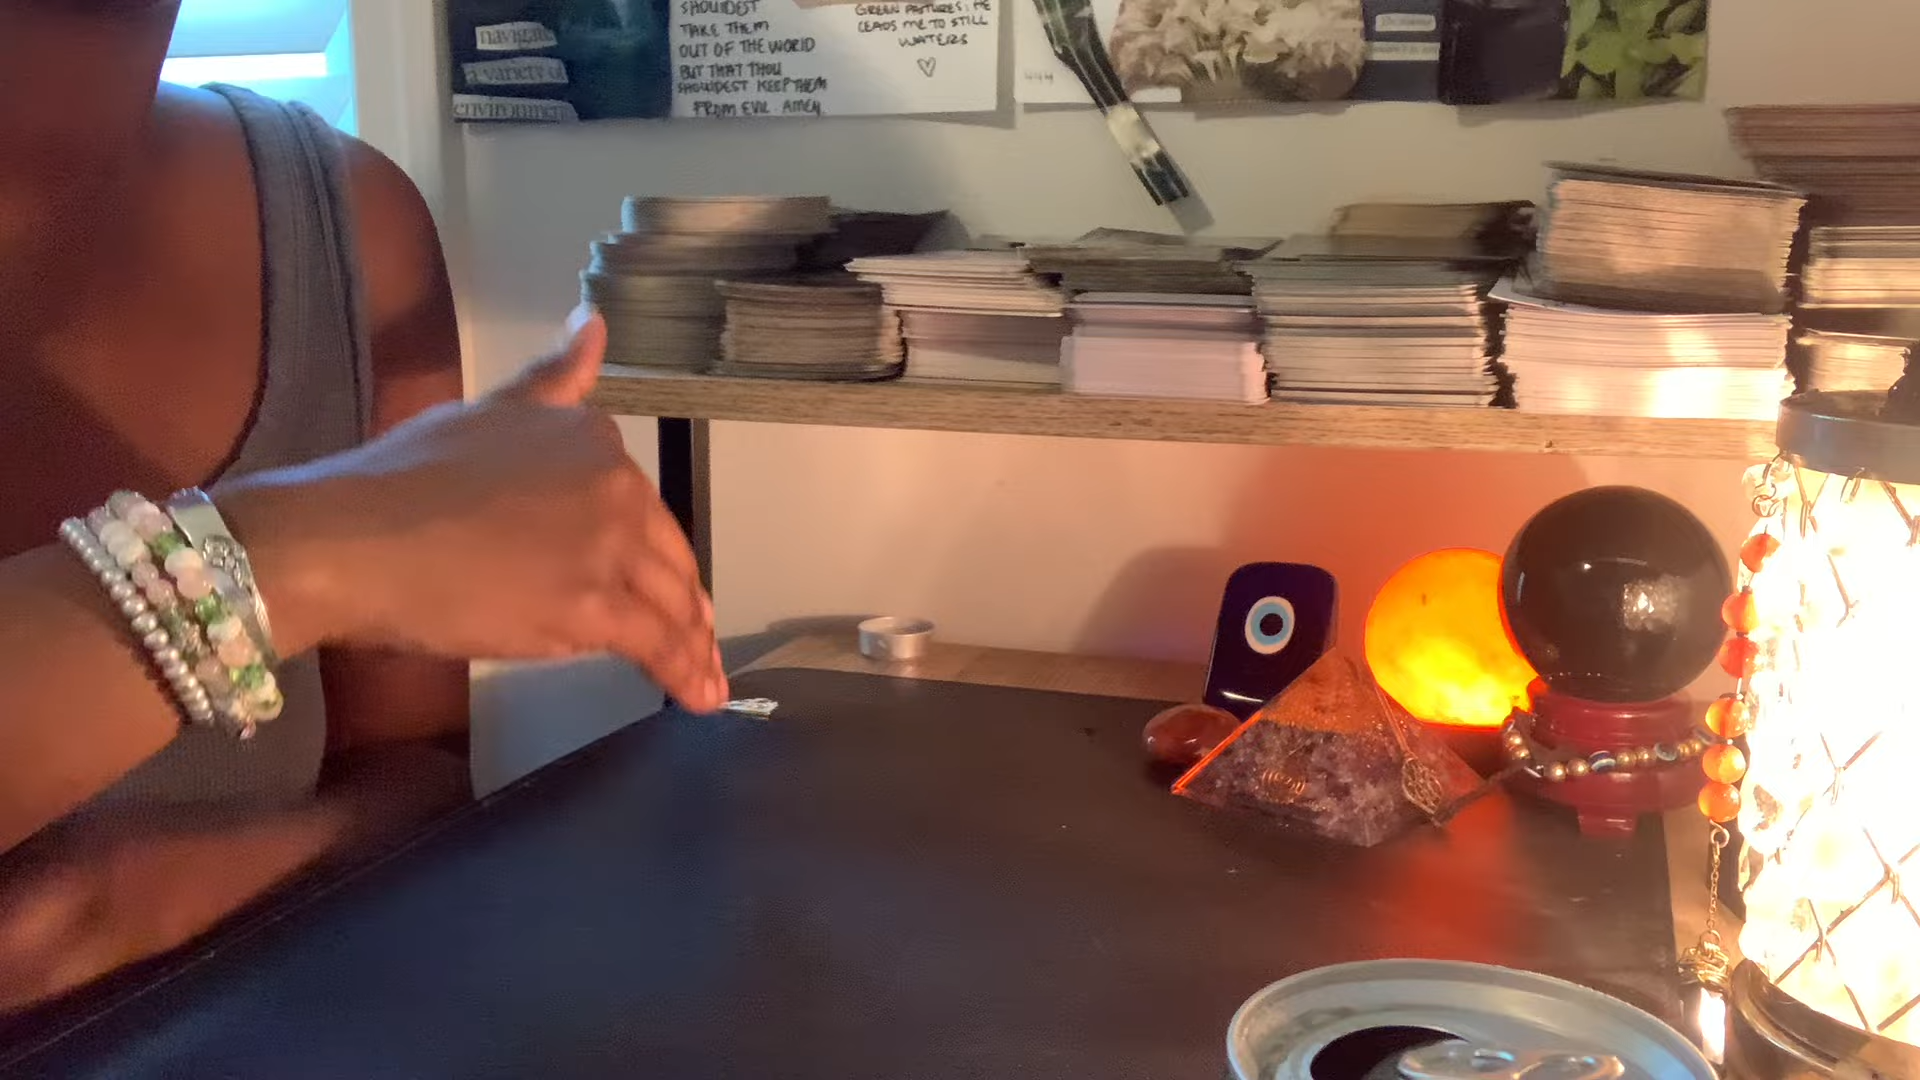 navigate
a variety of
environment
SHOULDEST
TAKE THEM
OUT OF THE WORLD
BUT THAT THOU
SHOULDEST KEEP THEM
FROM EVIL. AMEN.
GREEN PASTURES: HE
LEADS ME TO STILL
WATERS
444